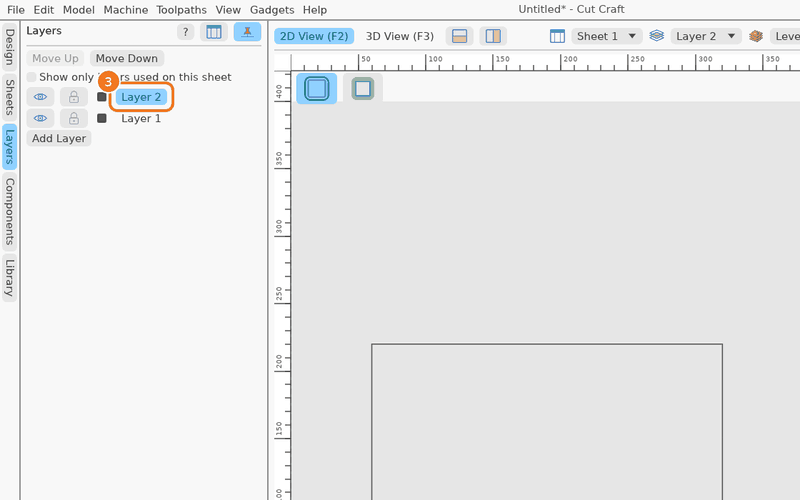 File Edit Model Machine Toolpaths View Gadgets Help
Untitled* - Cut Craft
Design
Sheets
Layers
Components
Library
Layers
?
Move Up Move Down
Show only rs used on this sheet
3
Layer 2
Layer 1
Add Layer
2D View (F2) 3D View (F3) Sheet 1 Layer 2 Leve
50 100 150 200 250 300 350
400
350
300
250
200
150
00